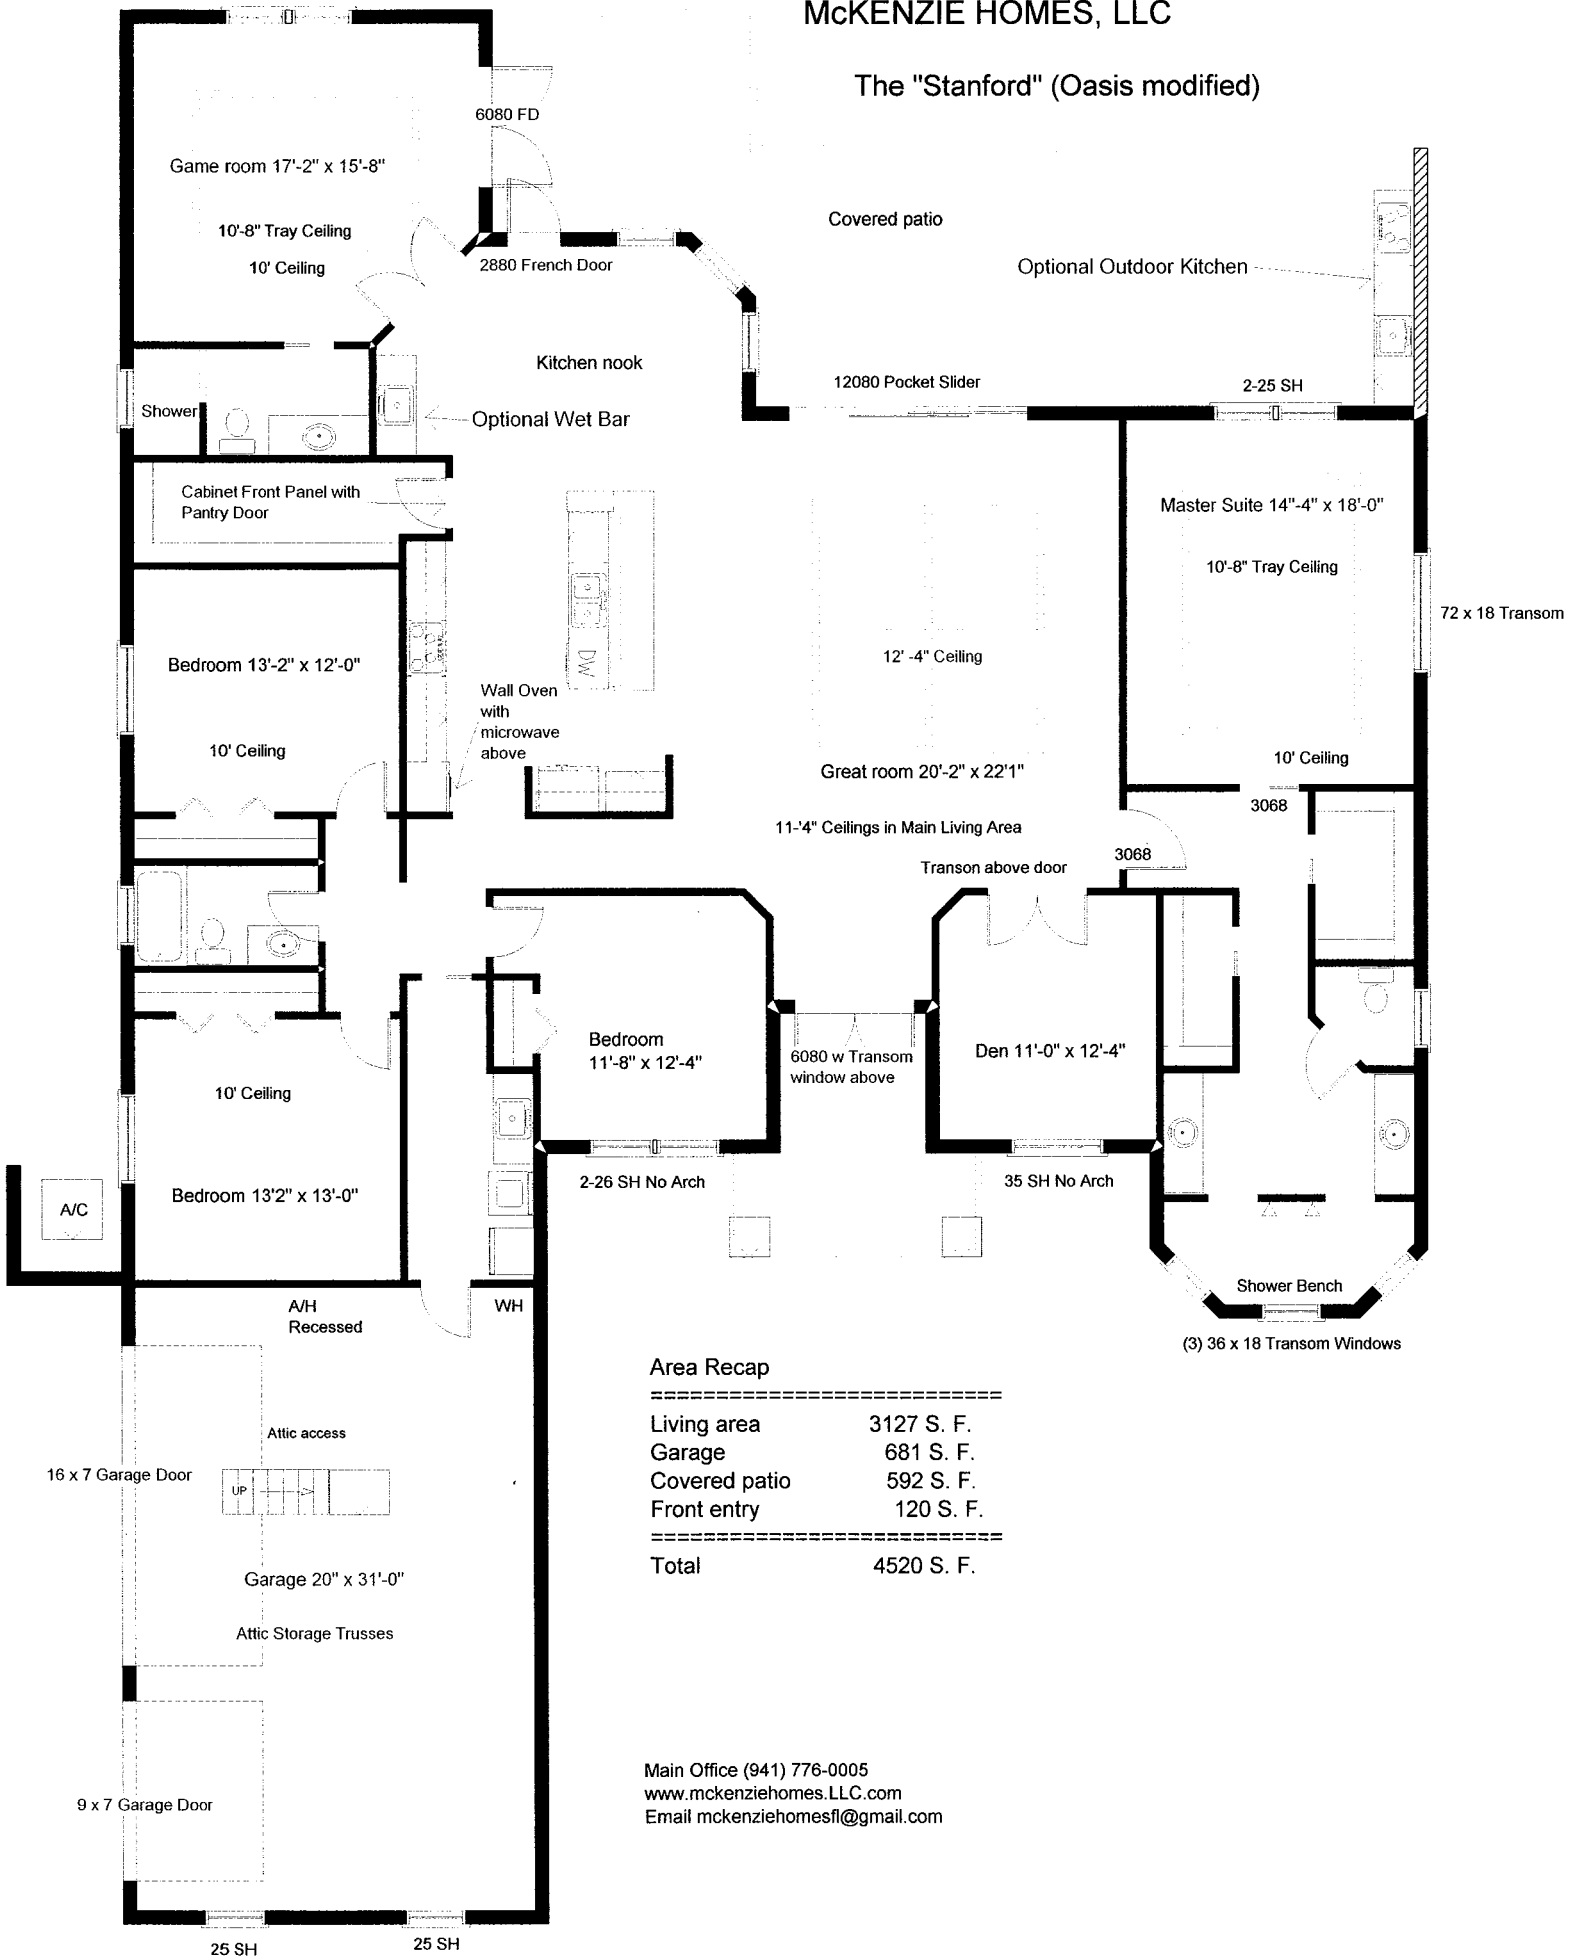 McKENZIE HOMES, LLC
The "Stanford" (Oasis modified)
6080 FD
Game room 17'-2" x 15'-8"
10'-8" Tray Ceiling
10' Ceiling
2880 French Door
Covered patio
Optional Outdoor Kitchen
Kitchen nook
12080 Pocket Slider
2-25 SH
Shower
Optional Wet Bar
Cabinet Front Panel with
Pantry Door
Master Suite 14"-4" x 18'-0"
10'-8" Tray Ceiling
72 x 18 Transom
10' Ceiling
Bedroom 13'-2" x 12'-0"
10' Ceiling
DW
Wall Oven
with
microwave
above
12' -4" Ceiling
Great room 20'-2" x 22'1"
11-'4" Ceilings in Main Living Area
Transon above door
3068
3068
Bedroom
11'-8" x 12'-4"
6080 w Transom
window above
Den 11'-0" x 12'-4"
10' Ceiling
Bedroom 13'2" x 13'-0"
A/C
2-26 SH No Arch
35 SH No Arch
Shower Bench
(3) 36 x 18 Transom Windows
A/H
Recessed
WH
Attic access
16 x 7 Garage Door
UP
Garage 20" x 31'-0"
Attic Storage Trusses
9 x 7 Garage Door
25 SH
25 SH
Area Recap
===========================
Living area 3127 S. F.
Garage 681 S. F.
Covered patio 592 S. F.
Front entry 120 S. F.
===========================
Total 4520 S. F.
Main Office (941) 776-0005
www.mckenziehomes.LLC.com
Email mckenziehomesfl@gmail.com